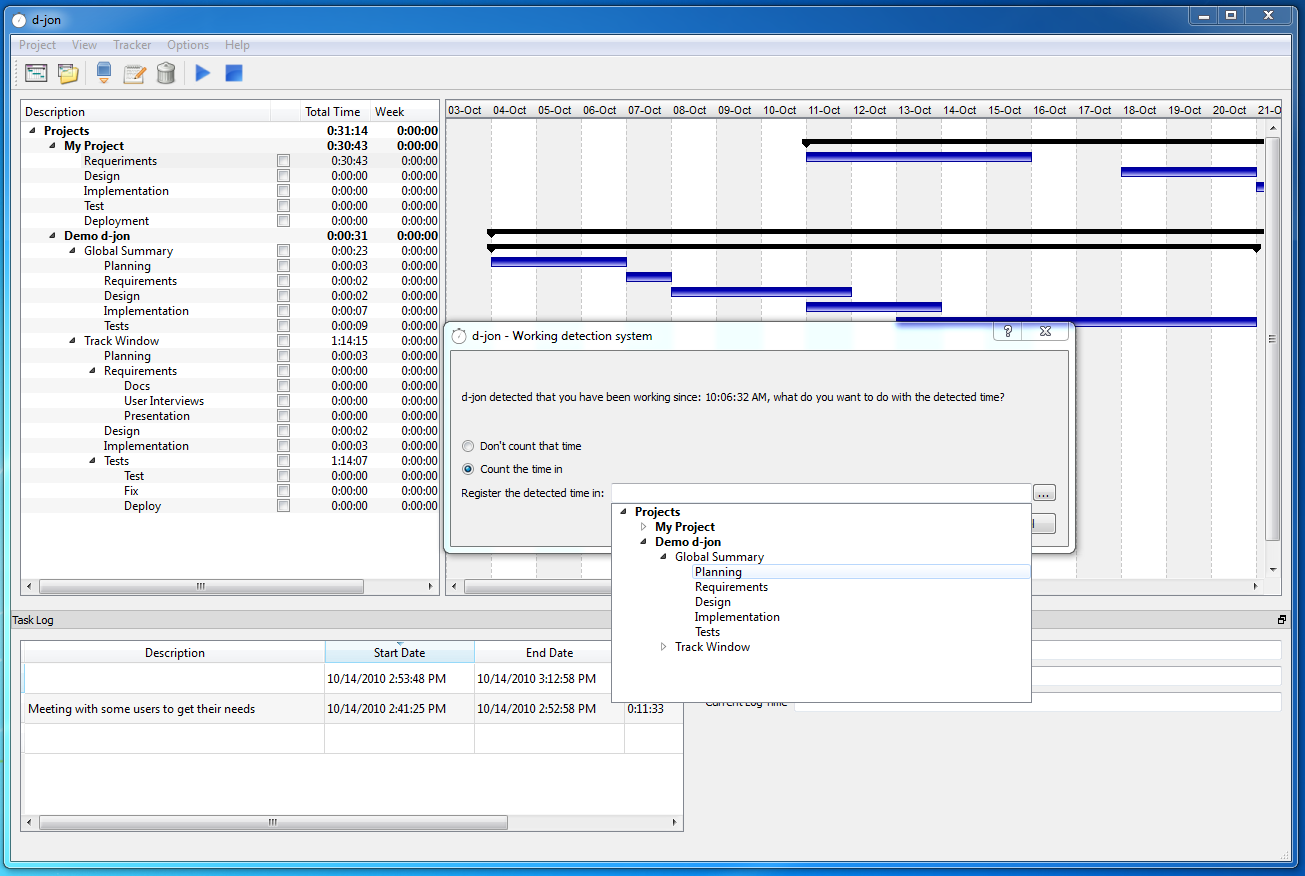 d-jon
Project View Tracker Options Help
Description Total Time Week
03-Oct 04-Oct 05-Oct 06-Oct 07-Oct 08-Oct 09-Oct 10-Oct 11-Oct 12-Oct 13-Oct 14-Oct 15-Oct 16-Oct 17-Oct 18-Oct 19-Oct 20-Oct 21-O
Projects 0:31:14 0:00:00
My Project 0:30:43 0:00:00
Requeriments 0:30:43 0:00:00
Design 0:00:00 0:00:00
Implementation 0:00:00 0:00:00
Test 0:00:00 0:00:00
Deployment 0:00:00 0:00:00
Demo d-jon 0:00:31 0:00:00
Global Summary 0:00:23 0:00:00
Planning 0:00:03 0:00:00
Requirements 0:00:02 0:00:00
Design 0:00:02 0:00:00
Implementation 0:00:07 0:00:00
Tests 0:00:09 0:00:00
Track Window 1:14:15 0:00:00
Planning 0:00:03 0:00:00
Requirements 0:00:00 0:00:00
Docs 0:00:00 0:00:00
User Interviews 0:00:00 0:00:00
Presentation 0:00:00 0:00:00
Design 0:00:02 0:00:00
Implementation 0:00:03 0:00:00
Tests 1:14:07 0:00:00
Test 0:00:00 0:00:00
Fix 0:00:00 0:00:00
Deploy 0:00:00 0:00:00
d-jon - Working detection system
d-jon detected that you have been working since: 10:06:32 AM, what do you want to do with the detected time?
Don't count that time
Count the time in
Register the detected time in: ...
Projects
My Project
Demo d-jon
Global Summary
Planning
Requirements
Design
Implementation
Tests
Track Window
Task Log
Description Start Date End Date
10/14/2010 2:53:48 PM 10/14/2010 3:12:58 PM
Meeting with some users to get their needs 10/14/2010 2:41:25 PM 10/14/2010 2:52:58 PM 0:11:33
Current Log Time